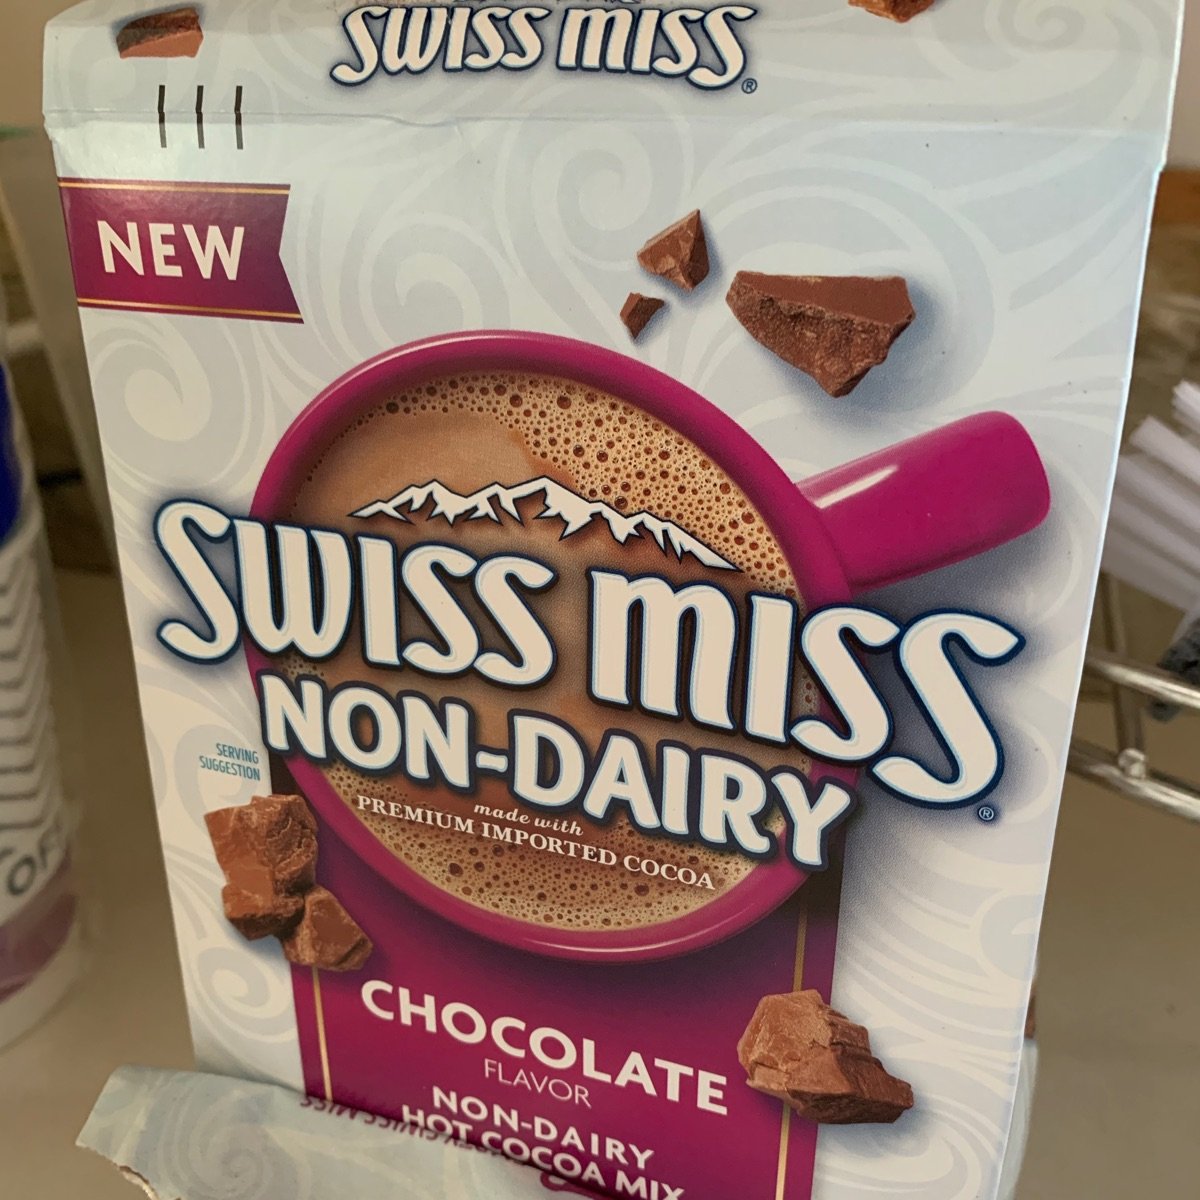 SWISS MISS®
NEW
SWISS MISS®
NON-DAIRY
SERVING
SUGGESTION
made with
PREMIUM IMPORTED COCOA
CHOCOLATE
FLAVOR
NON-DAIRY
HOT COCOA MIX